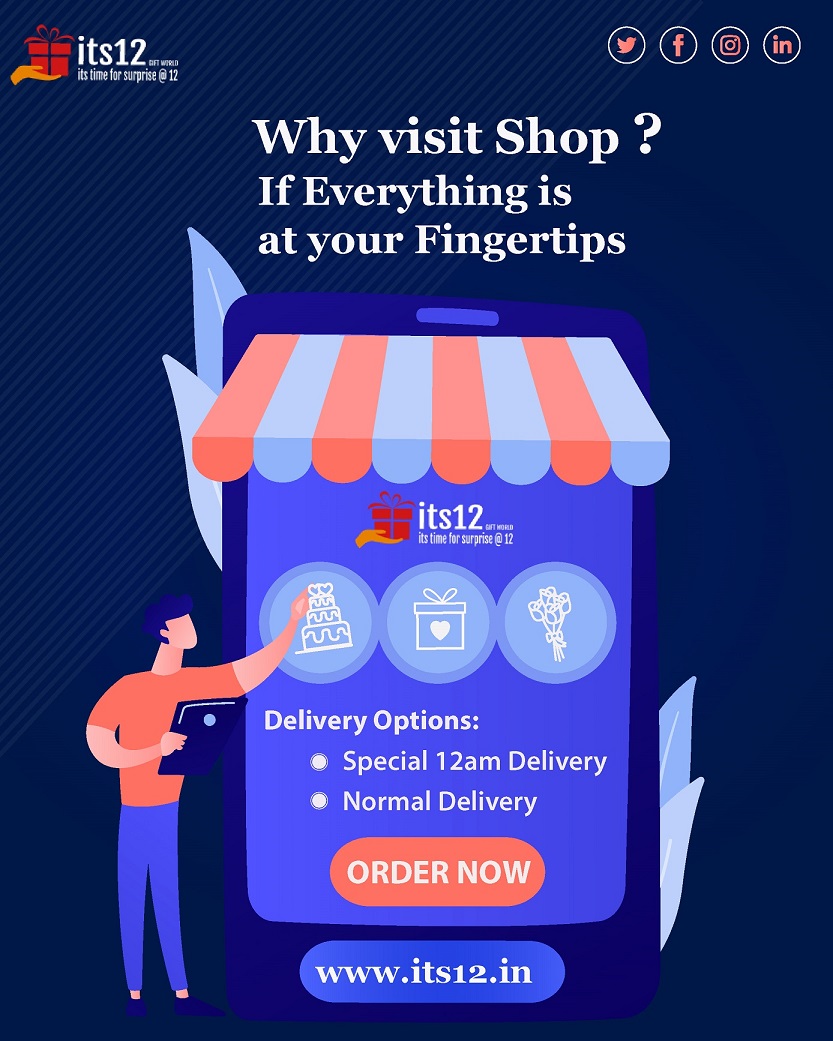 its12 GIFT WORLD
its time for surprise @ 12
Why visit Shop ?
If Everything is
at your Fingertips
its12 GIFT WORLD
its time for surprise @ 12
Delivery Options:
Special 12am Delivery
Normal Delivery
ORDER NOW
www.its12.in